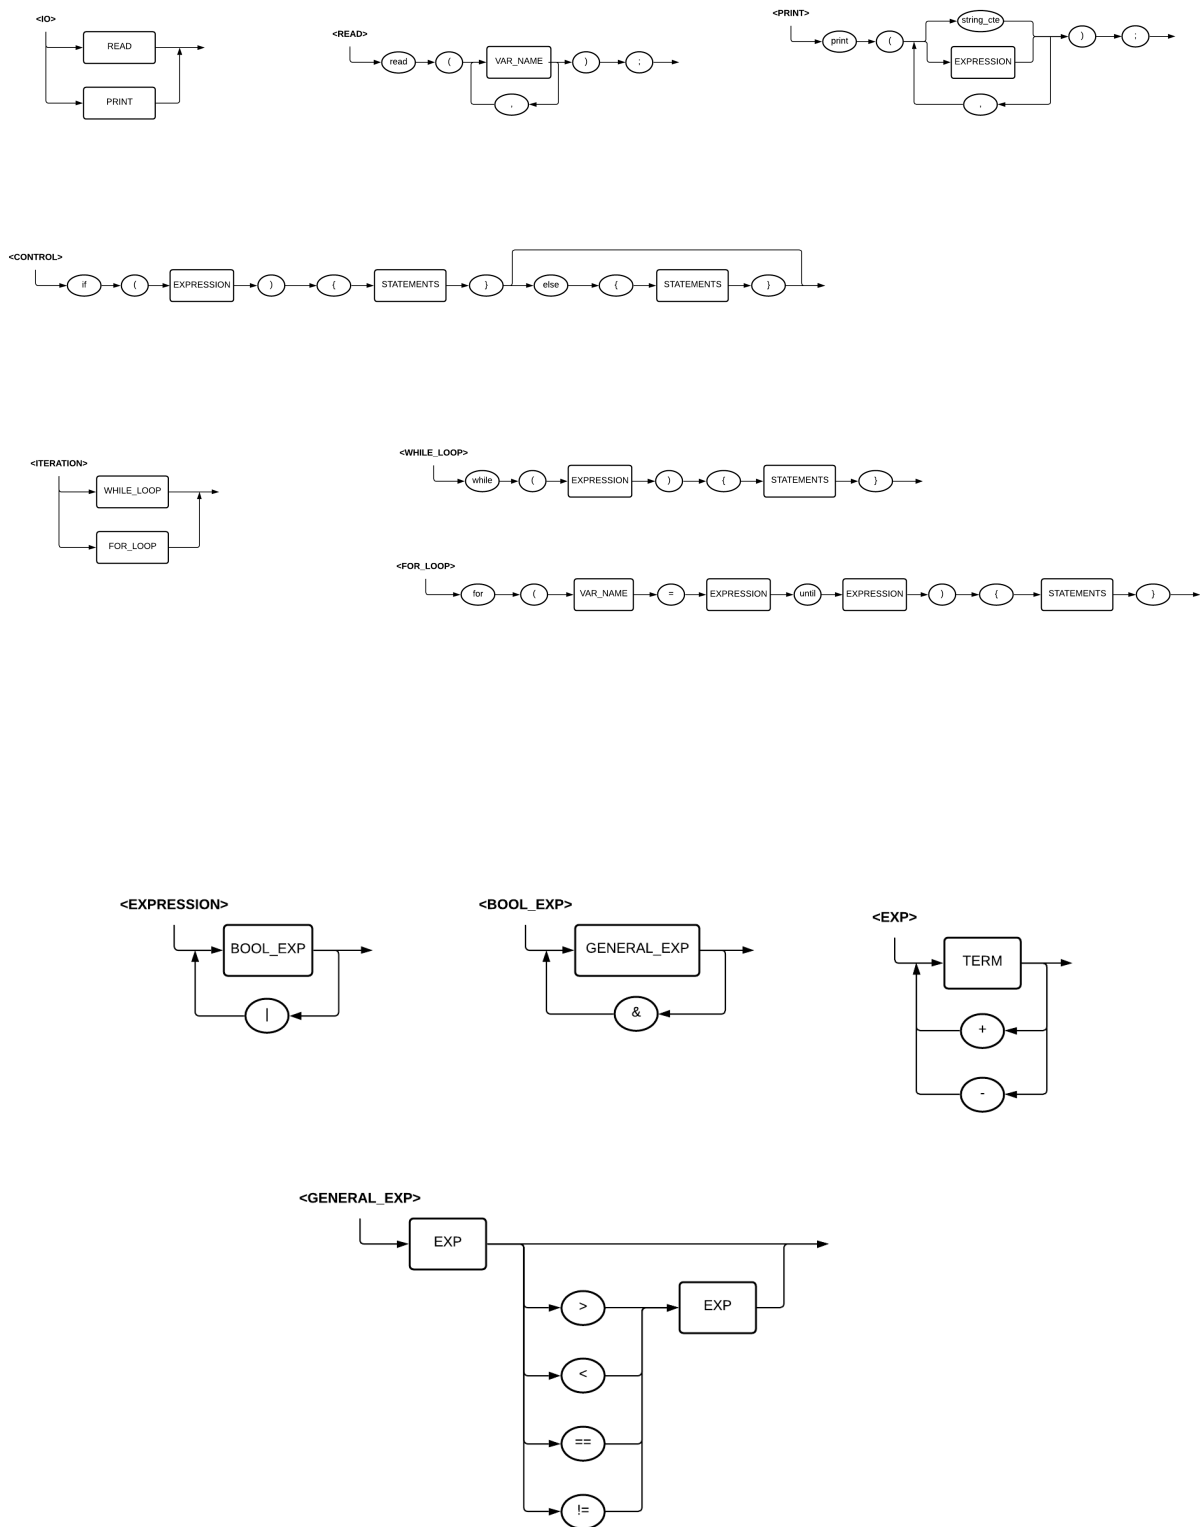 <IO>
READ
PRINT
<READ>
read ( VAR_NAME ) ;
,
<PRINT>
string_cte
print ( ) ;
EXPRESSION
,
<CONTROL>
if ( EXPRESSION ) { STATEMENTS } else { STATEMENTS }
<ITERATION>
WHILE_LOOP
FOR_LOOP
<WHILE_LOOP>
while ( EXPRESSION ) { STATEMENTS }
<FOR_LOOP>
for ( VAR_NAME = EXPRESSION until EXPRESSION ) { STATEMENTS }
<EXPRESSION>
BOOL_EXP
|
<BOOL_EXP>
GENERAL_EXP
&
<EXP>
TERM
+
-
<GENERAL_EXP>
EXP
> EXP
<
==
!=